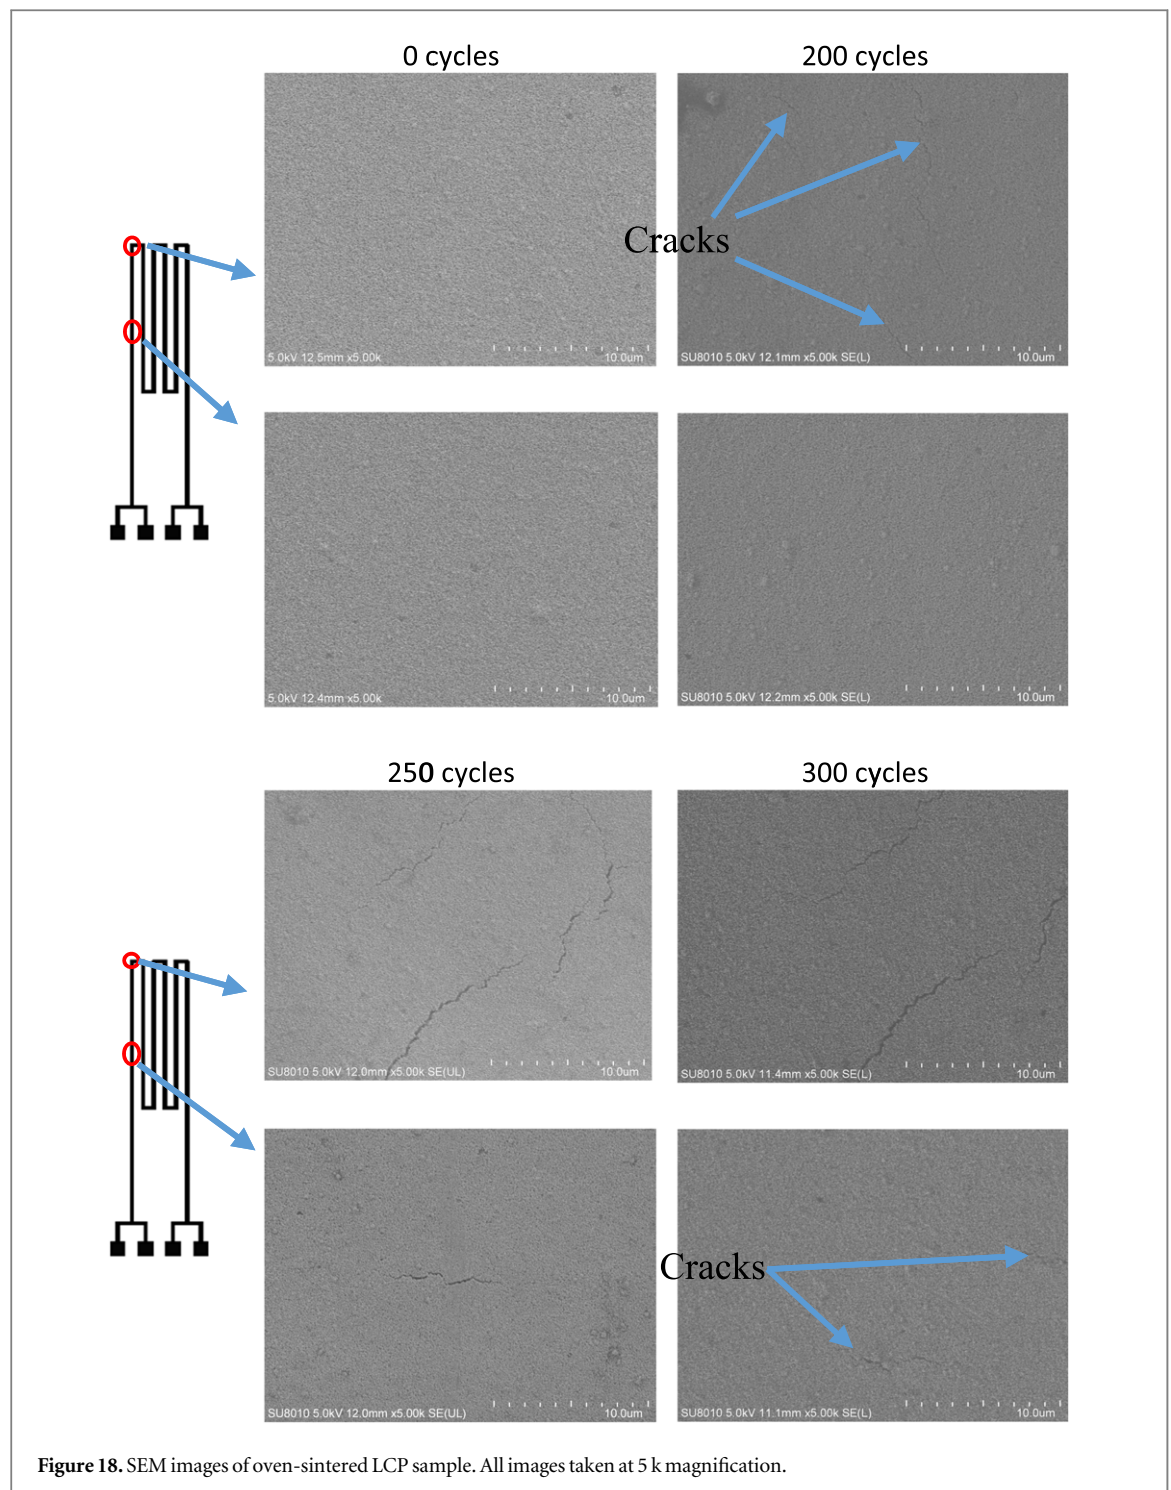 0 cycles
200 cycles
Cracks
5.0kV 12.5mm x5.00k
10.0um
SU8010 5.0kV 12.1mm x5.00k SE(L)
10.0um
5.0kV 12.4mm x5.00k
10.0um
SU8010 5.0kV 12.2mm x5.00k SE(L)
10.0um
250 cycles
300 cycles
SU8010 5.0kV 12.0mm x5.00k SE(UL)
10.0um
SU8010 5.0kV 11.4mm x5.00k SE(L)
10.0um
Cracks
SU8010 5.0kV 12.0mm x5.00k SE(UL)
10.0um
SU8010 5.0kV 11.1mm x5.00k SE(L)
10.0um
Figure 18. SEM images of oven-sintered LCP sample. All images taken at 5 k magnification.